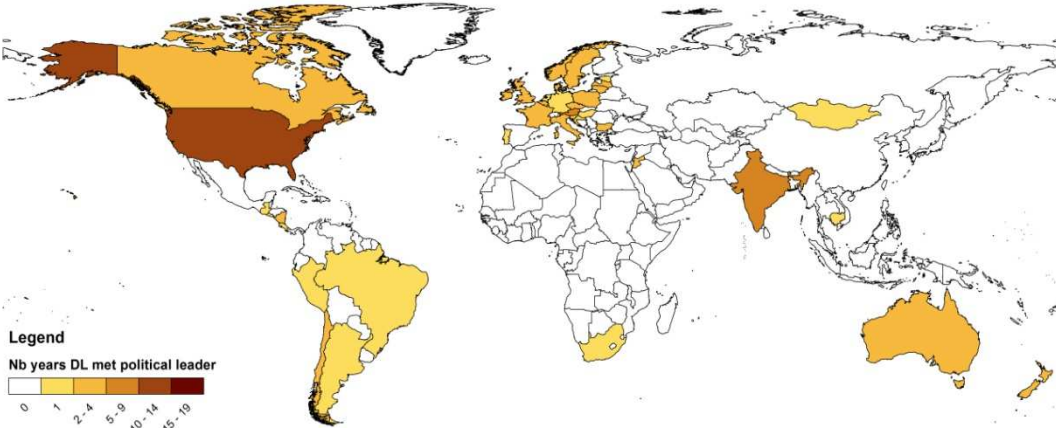 Legend
Nb years DL met political leader
0
1
2 - 4
5 - 9
10 - 14
15 - 19